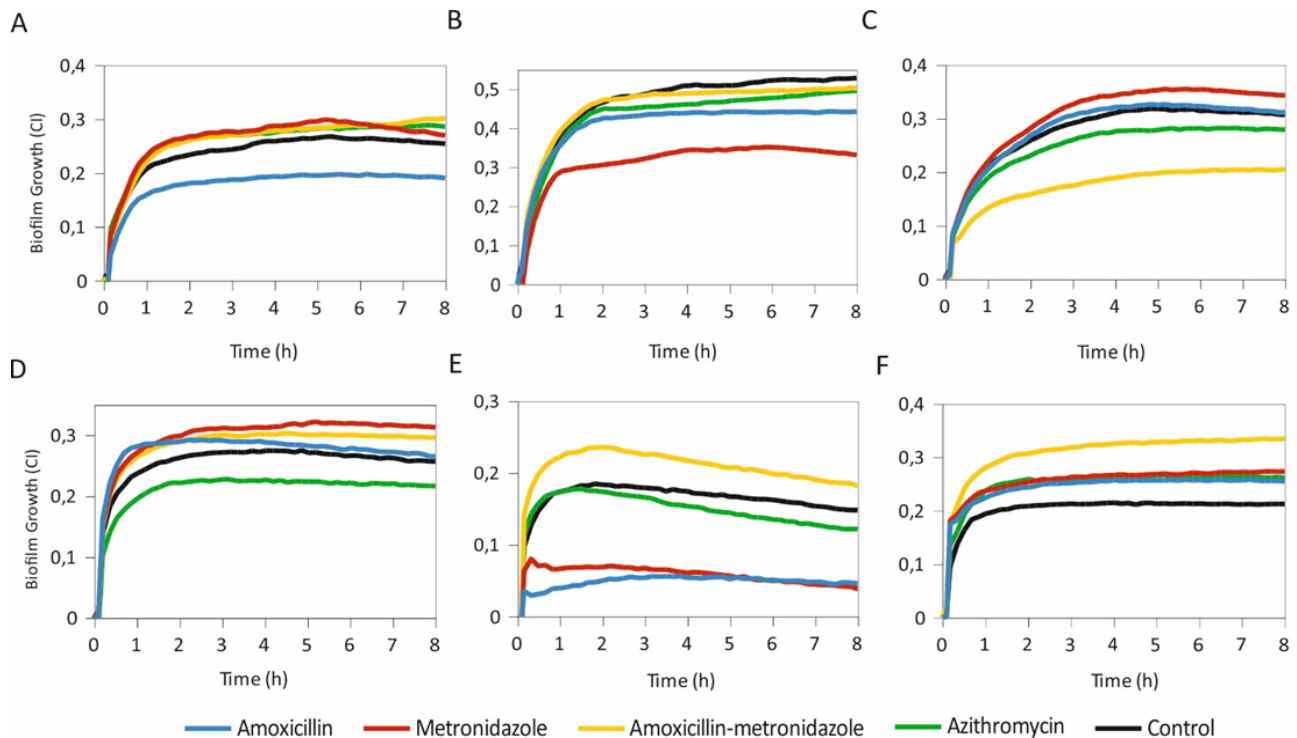 A
B
C
0,4
0,3
0,2
0,1
0
0 1 2 3 4 5 6 7 8
Time (h)
Biofilm Growth (CI)
0,5
0,4
0,3
0,2
0,1
0
0 1 2 3 4 5 6 7 8
Time (h)
0,4
0,3
0,2
0,1
0
0 1 2 3 4 5 6 7 8
Time (h)
D
E
F
0,3
0,2
0,1
0
0 1 2 3 4 5 6 7 8
Time (h)
Biofilm Growth (CI)
0,3
0,2
0,1
0
0 1 2 3 4 5 6 7 8
Time (h)
0,4
0,3
0,2
0,1
0
0 1 2 3 4 5 6 7 8
Time (h)
Amoxicillin Metronidazole Amoxicillin-metronidazole Azithromycin Control